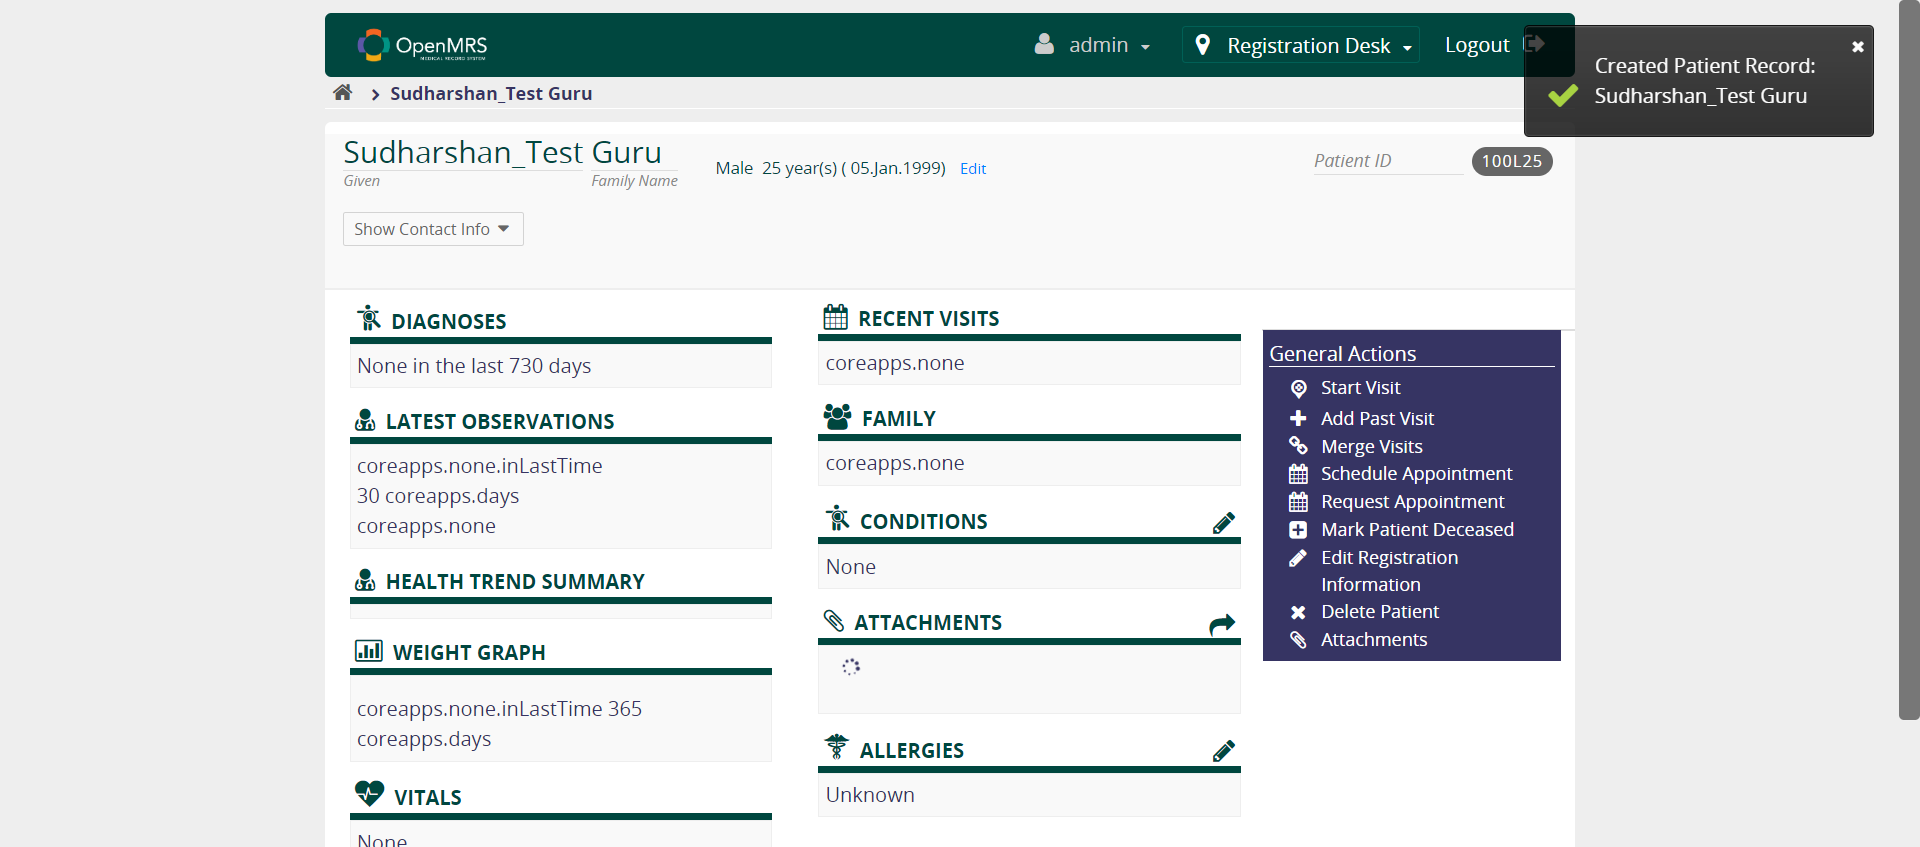 OpenMRS
MEDICAL RECORD SYSTEM
admin
Registration Desk
Logout
Created Patient Record:
Sudharshan_Test Guru
Sudharshan_Test Guru
Sudharshan_Test Guru
Given
Family Name
Male 25 year(s) ( 05.Jan.1999) Edit
Patient ID
100L25
Show Contact Info
DIAGNOSES
None in the last 730 days
LATEST OBSERVATIONS
coreapps.none.inLastTime
30 coreapps.days
coreapps.none
HEALTH TREND SUMMARY
WEIGHT GRAPH
coreapps.none.inLastTime 365
coreapps.days
VITALS
None
RECENT VISITS
coreapps.none
FAMILY
coreapps.none
CONDITIONS
None
ATTACHMENTS
ALLERGIES
Unknown
General Actions
Start Visit
Add Past Visit
Merge Visits
Schedule Appointment
Request Appointment
Mark Patient Deceased
Edit Registration
Information
Delete Patient
Attachments